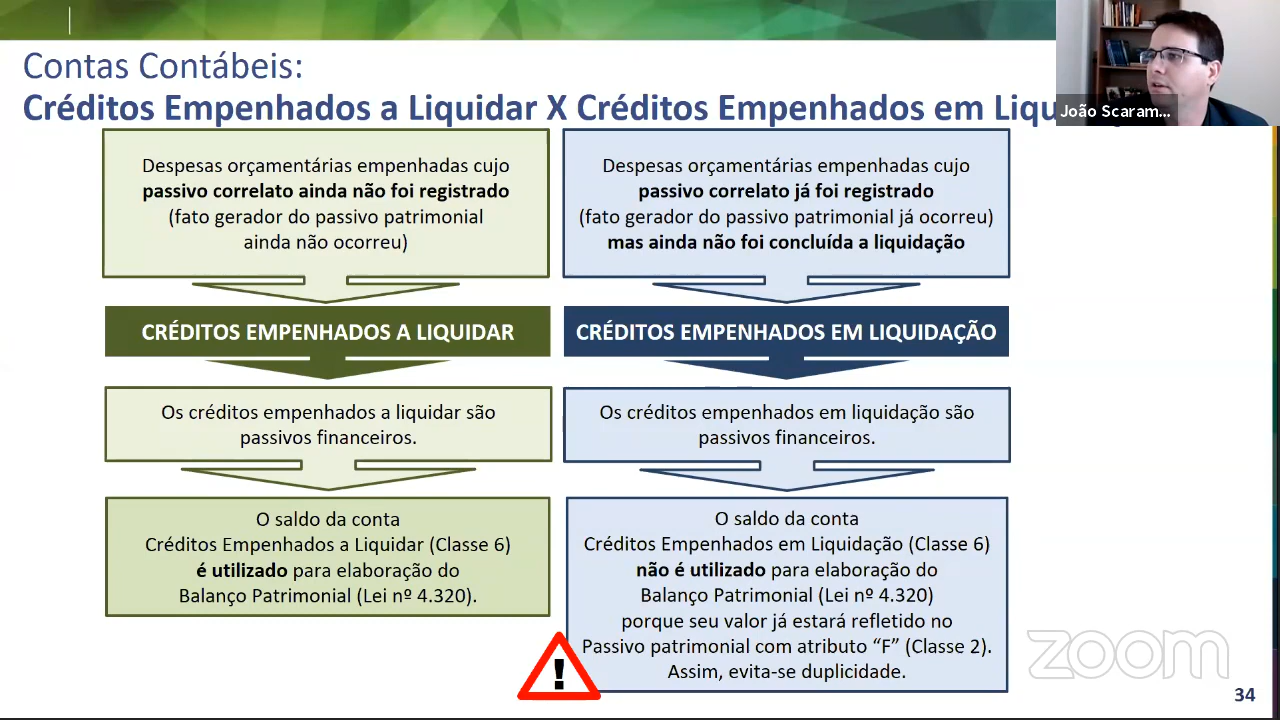 Contas Contábeis:
Créditos Empenhados a Liquidar X Créditos Empenhados em
João Scaram...
Despesas orçamentárias empenhadas cujo
passivo correlato ainda não foi registrado
(fato gerador do passivo patrimonial
ainda não ocorreu)
Despesas orçamentárias empenhadas cujo
passivo correlato já foi registrado
(fato gerador do passivo patrimonial já ocorreu)
mas ainda não foi concluída a liquidação
CRÉDITOS EMPENHADOS A LIQUIDAR
CRÉDITOS EMPENHADOS EM LIQUIDAÇÃO
Os créditos empenhados a liquidar são
passivos financeiros.
Os créditos empenhados em liquidação são
passivos financeiros.
O saldo da conta
Créditos Empenhados a Liquidar (Classe 6)
é utilizado para elaboração do
Balanço Patrimonial (Lei nº 4.320).
O saldo da conta
Créditos Empenhados em Liquidação (Classe 6)
não é utilizado para elaboração do
Balanço Patrimonial (Lei nº 4.320)
porque seu valor já estará refletido no
Passivo patrimonial com atributo “F” (Classe 2).
Assim, evita-se duplicidade.
!
zoom
34